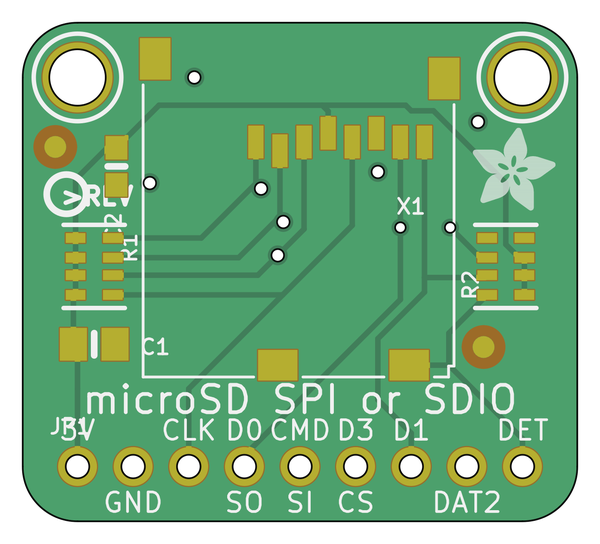 >REV
C2
R1
X1
R2
C1
microSD SPI or SDIO
JP1
3V CLK D0 CMD D3 D1 DET
GND SO SI CS DAT2